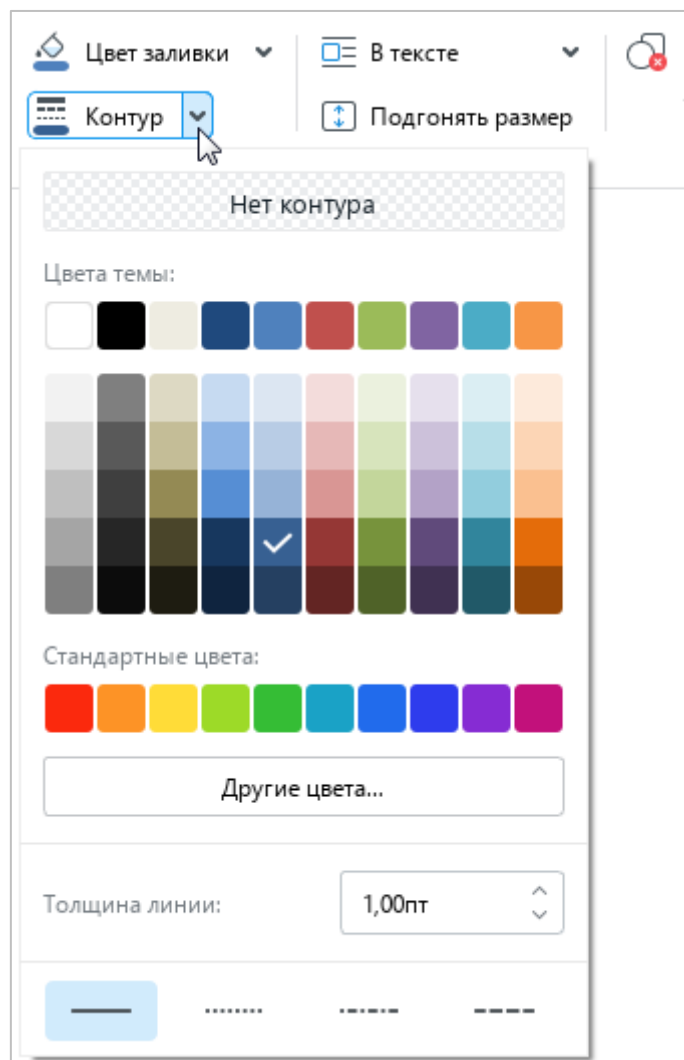 Цвет заливки
В тексте
Контур
Подгонять размер
Нет контура
Цвета темы:
Стандартные цвета:
Другие цвета...
Толщина линии:
1,00пт